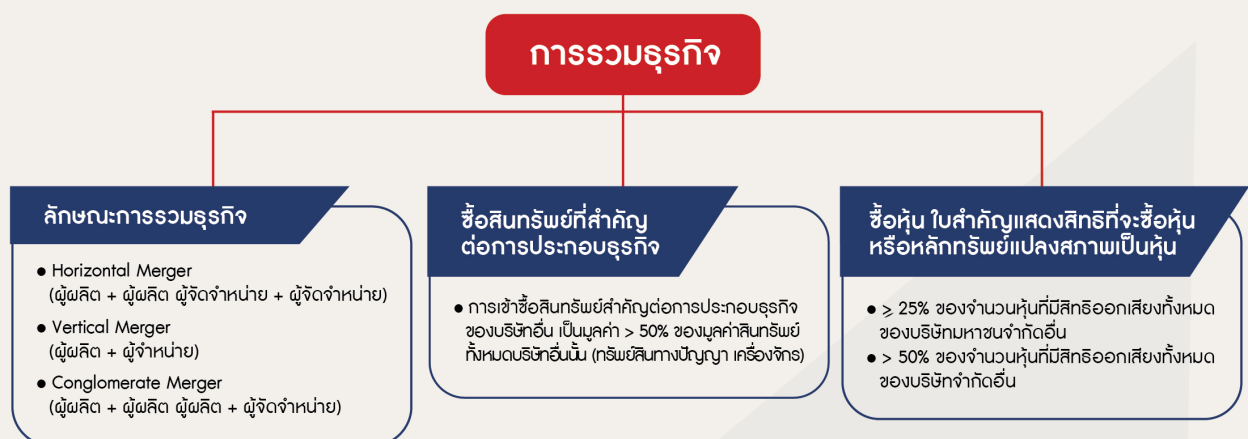 การรวมธุรกิจ
ลักษณะการรวมธุรกิจ
● Horizontal Merger
(ผู้ผลิต + ผู้ผลิต ผู้จัดจำหน่าย + ผู้จัดจำหน่าย)
● Vertical Merger
(ผู้ผลิต + ผู้จำหน่าย)
● Conglomerate Merger
(ผู้ผลิต + ผู้ผลิต ผู้ผลิต + ผู้จัดจำหน่าย)
ซื้อสินทรัพย์ที่สำคัญ
ต่อการประกอบธุรกิจ
● การเข้าซื้อสินทรัพย์สำคัญต่อการประกอบธุรกิจ
ของบริษัทอื่น เป็นมูลค่า > 50% ของมูลค่าสินทรัพย์
ทั้งหมดบริษัทอื่นนั้น (ทรัพย์สินทางปัญญา เครื่องจักร)
ซื้อหุ้น ใบสำคัญแสดงสิทธิที่จะซื้อหุ้น
หรือหลักทรัพย์แปลงสภาพเป็นหุ้น
● ≥ 25% ของจำนวนหุ้นที่มีสิทธิออกเสียงทั้งหมด
ของบริษัทมหาชนจำกัดอื่น
● > 50% ของจำนวนหุ้นที่มีสิทธิออกเสียงทั้งหมด
ของบริษัทจำกัดอื่น